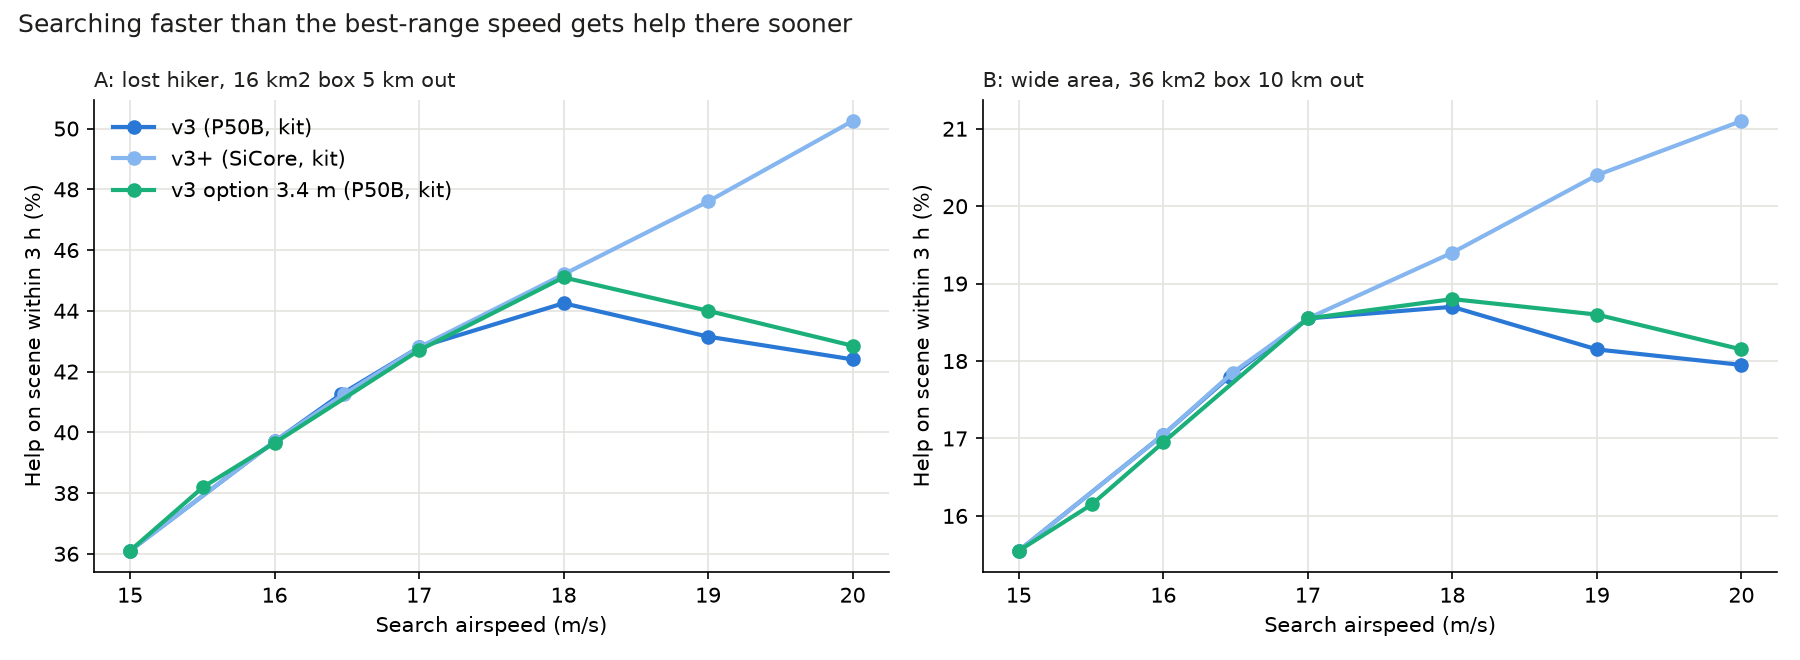 Searching faster than the best-range speed gets help there sooner
A: lost hiker, 16 km2 box 5 km out
v3 (P50B, kit)
v3+ (SiCore, kit)
v3 option 3.4 m (P50B, kit)
Help on scene within 3 h (%)
50
48
46
44
42
40
38
36
15 16 17 18 19 20
Search airspeed (m/s)
B: wide area, 36 km2 box 10 km out
Help on scene within 3 h (%)
21
20
19
18
17
16
15 16 17 18 19 20
Search airspeed (m/s)